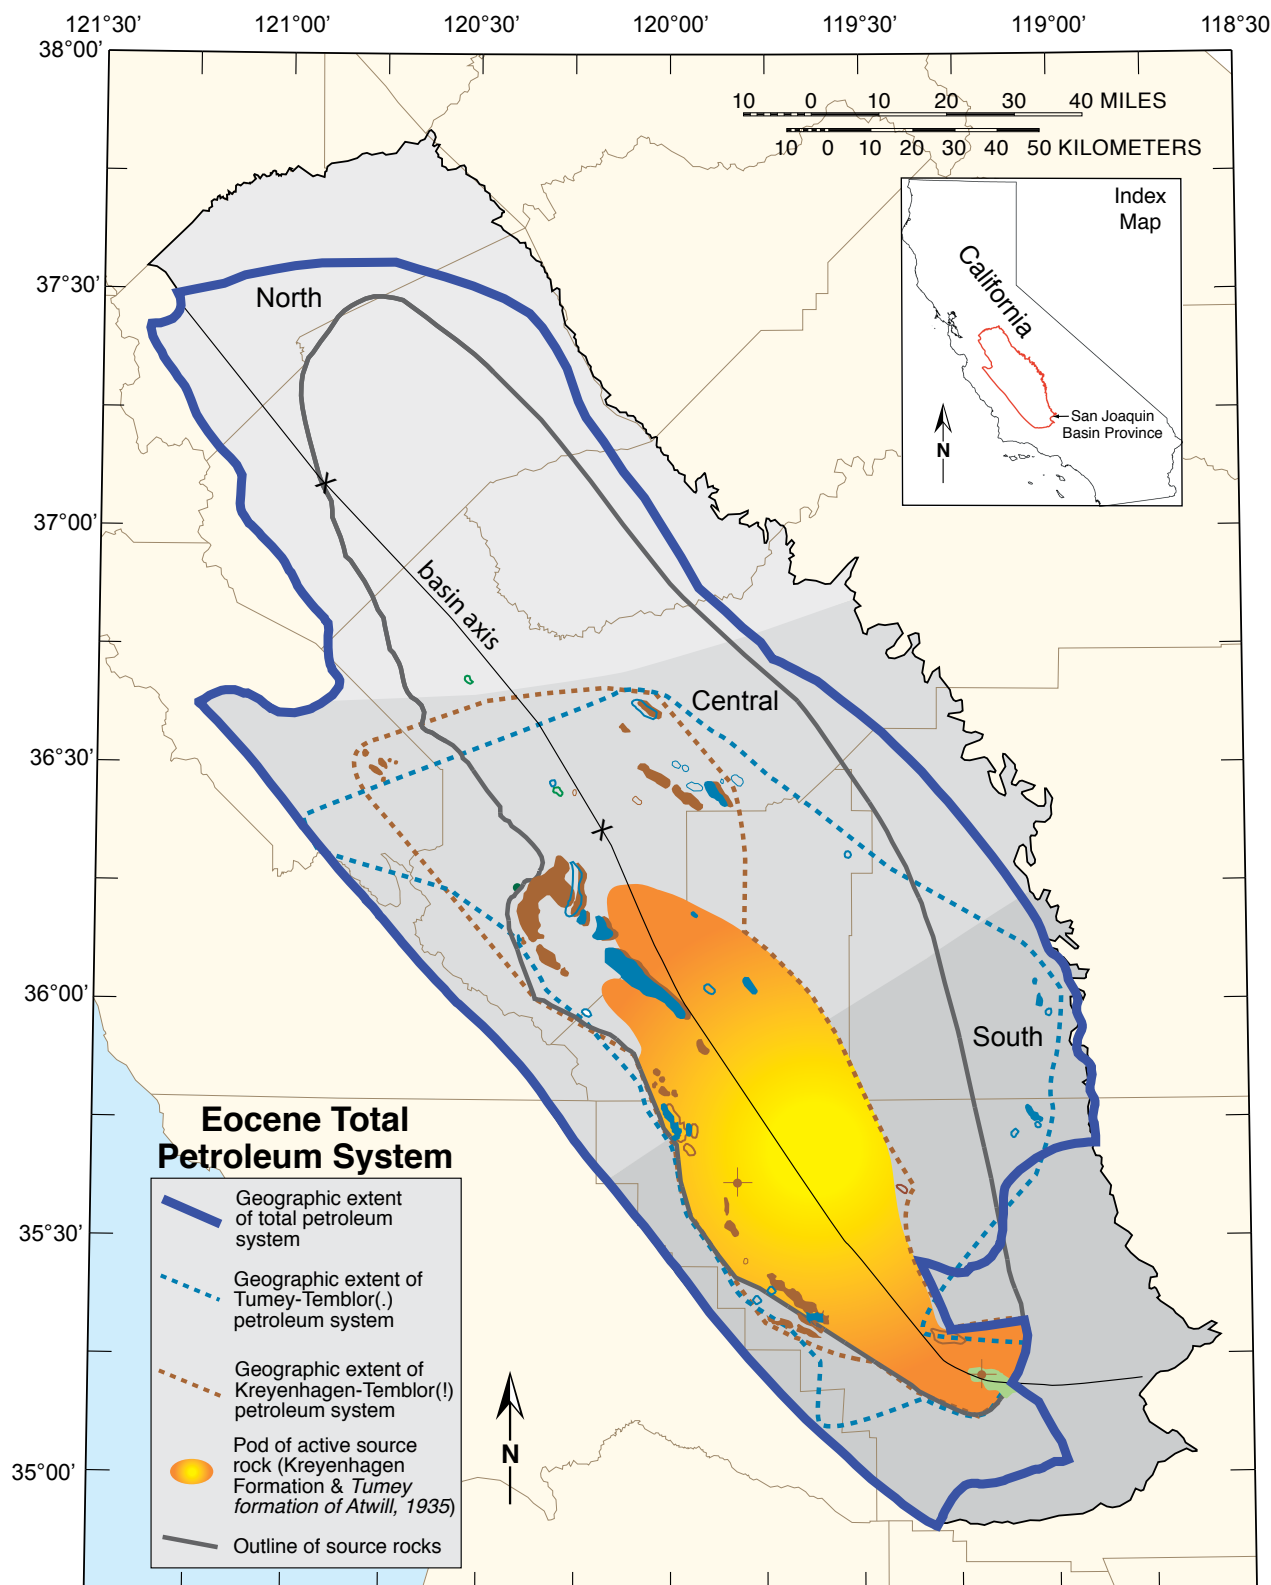 121°30' 121°00' 120°30' 120°00' 119°30' 119°00' 118°30
38°00'
10 0 10 20 30 40 MILES
10 0 10 20 30 40 50 KILOMETERS
Index
Map
California
San Joaquin
Basin Province
N
37°30'
North
37°00'
basin axis
Central
36°30'
36°00'
South
Eocene Total
Petroleum System
Geographic extent
of total petroleum
system
Geographic extent of
Tumey-Temblor(.)
petroleum system
Geographic extent of
Kreyenhagen-Temblor(!)
petroleum system
Pod of active source
rock (Kreyenhagen
Formation & Tumey
formation of Atwill, 1935)
Outline of source rocks
35°30'
N
35°00'